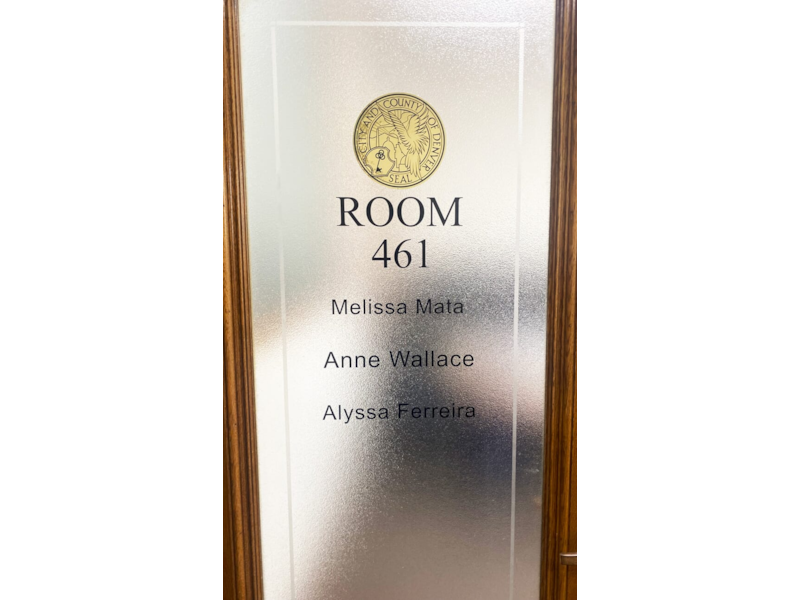 CITY AND COUNTY OF DENVER
SEAL
ROOM
461
Melissa Mata
Anne Wallace
Alyssa Ferreira